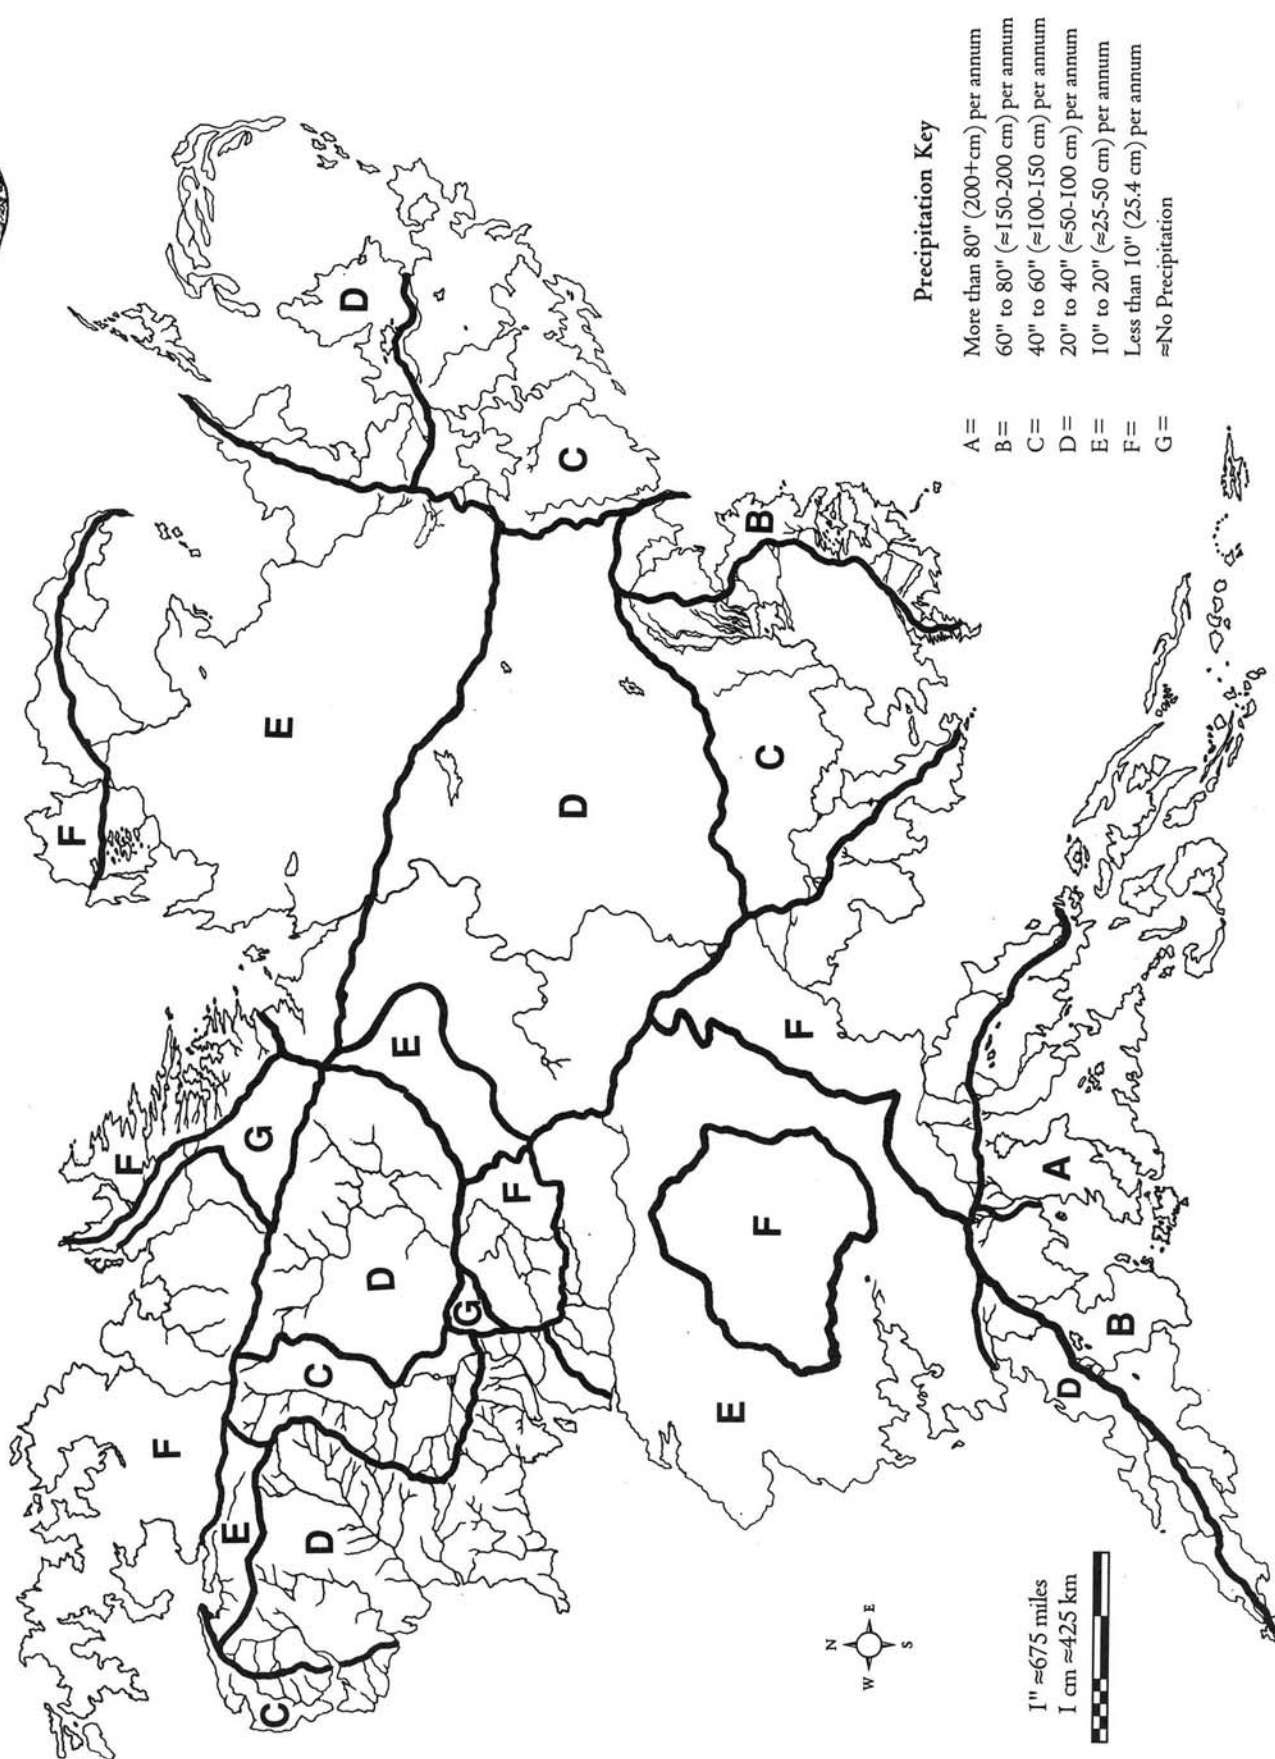 F
F
F
E
G
C
E
C
D
D
D
E
G
F
C
D
E
B
F
C
F
N
W E
S
Precipitation Key
A = More than 80" (200+cm) per annum
B = 60" to 80" (≈150-200 cm) per annum
C = 40" to 60" (≈100-150 cm) per annum
D = 20" to 40" (≈50-100 cm) per annum
E = 10" to 20" (≈25-50 cm) per annum
F = Less than 10" (25.4 cm) per annum
G = ≈No Precipitation
1" ≈675 miles
1 cm ≈425 km
A
D
B